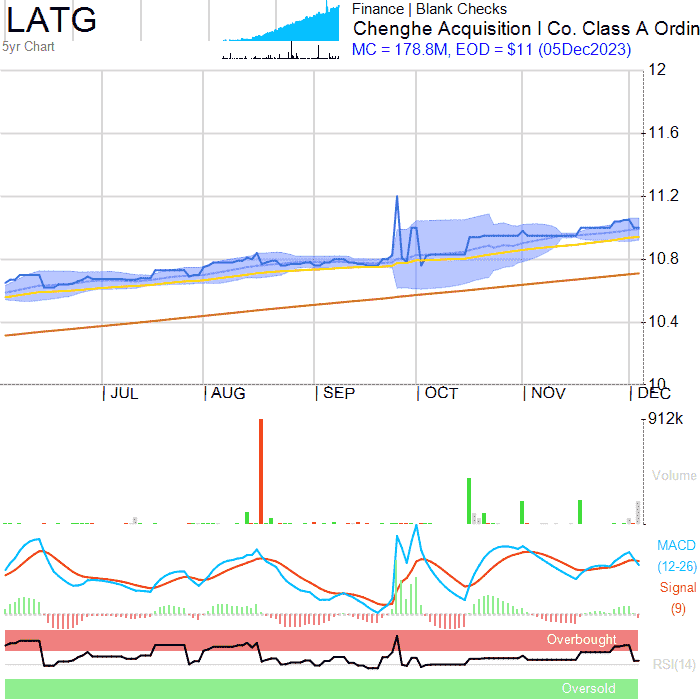 LATG
5yr Chart
Finance | Blank Checks
Chenghe Acquisition I Co. Class A Ordin
MC = 178.8M, EOD = $11 (05Dec2023)
12
11.6
11.2
10.8
10.4
10
JUL AUG SEP OCT NOV DEC
912k
Volume
MACD
(12-26)
Signal
(9)
Overbought
RSI(14)
Oversold